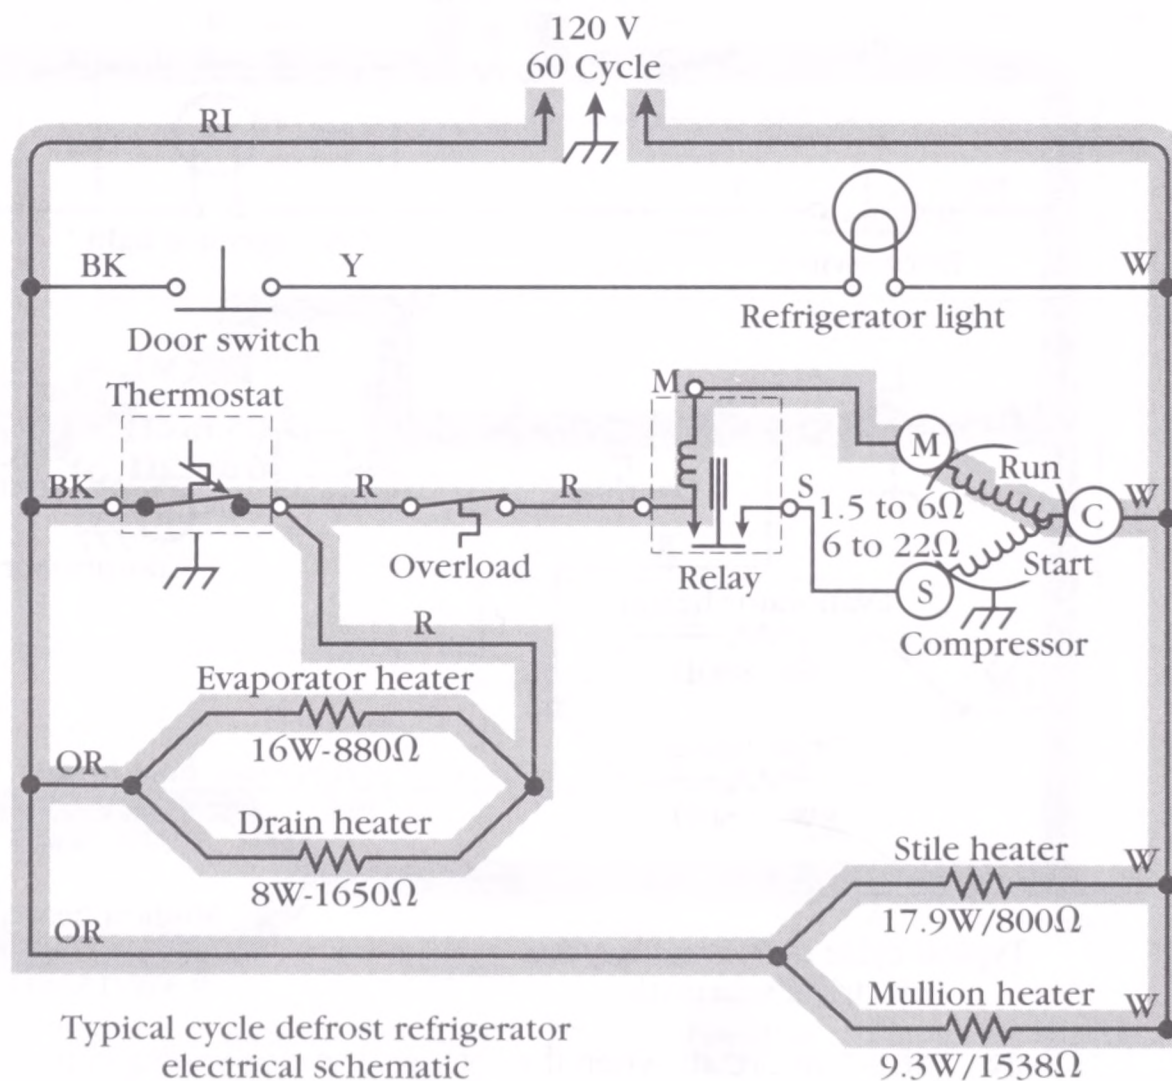 120 V
60 Cycle
RI
BK
Y
W
Door switch
Refrigerator light
Thermostat
M
M
Run
BK
R
R
S
1.5 to 6Ω
C
W
6 to 22Ω
Overload
Relay
S
Start
Compressor
R
Evaporator heater
16W-880Ω
OR
Drain heater
8W-1650Ω
Stile heater
W
17.9W/800Ω
OR
Mullion heater
W
9.3W/1538Ω
Typical cycle defrost refrigerator
electrical schematic